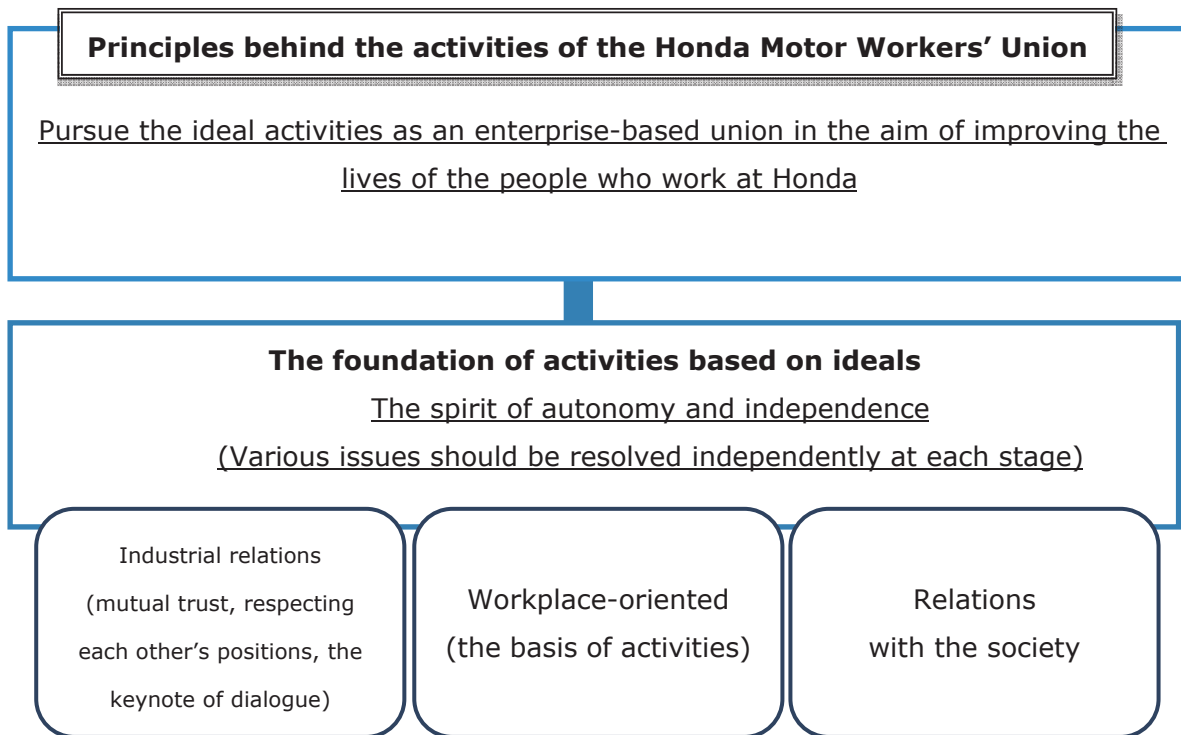 Principles behind the activities of the Honda Motor Workers’ Union
Pursue the ideal activities as an enterprise-based union in the aim of improving the
lives of the people who work at Honda
The foundation of activities based on ideals
The spirit of autonomy and independence
(Various issues should be resolved independently at each stage)
Industrial relations
(mutual trust, respecting
each other’s positions, the
keynote of dialogue)
Workplace-oriented
(the basis of activities)
Relations
with the society